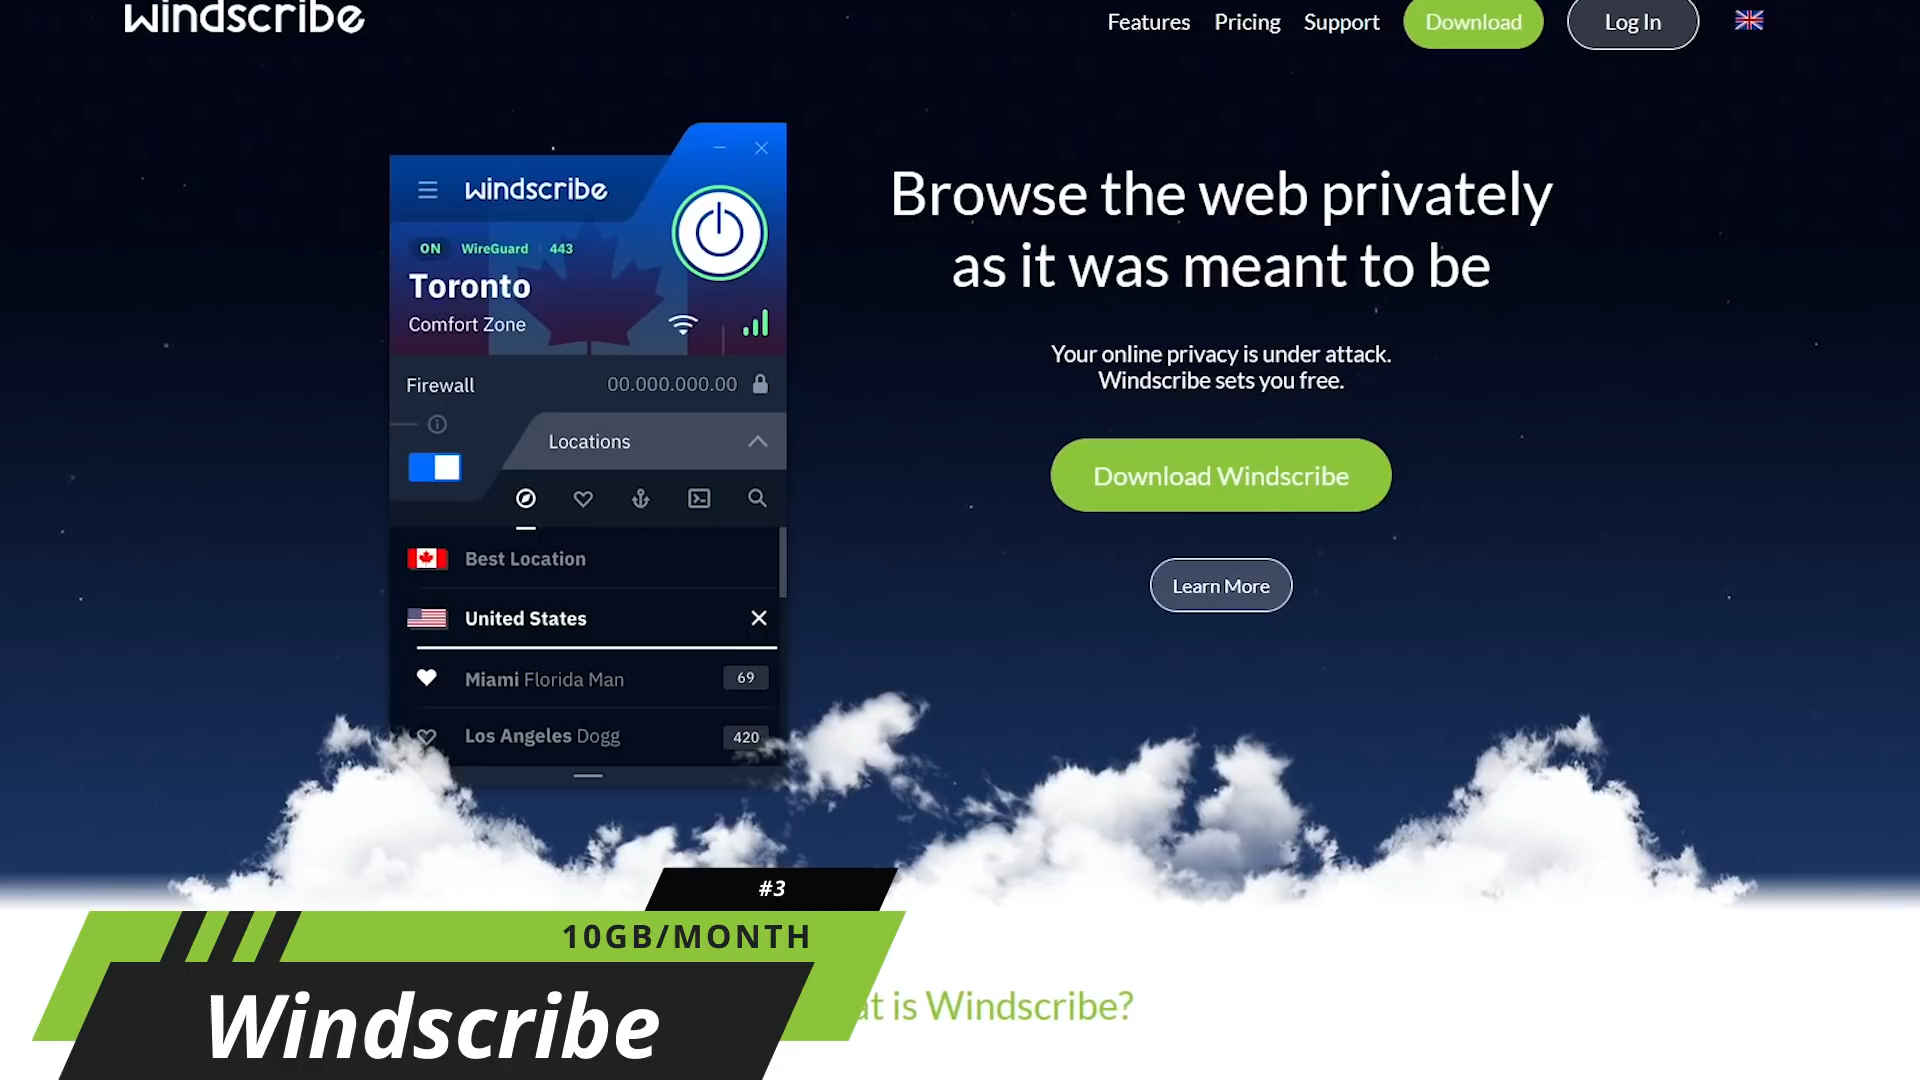 windscribe
Features Pricing Support Download Log In
windscribe
ON WireGuard 443
Toronto
Comfort Zone
Firewall 00.000.000.00
Locations
Best Location
United States
Miami Florida Man 69
Los Angeles Dogg 420
Browse the web privately
as it was meant to be
Your online privacy is under attack.
Windscribe sets you free.
Download Windscribe
Learn More
#3
10GB/MONTH
Windscribe
at is Windscribe?